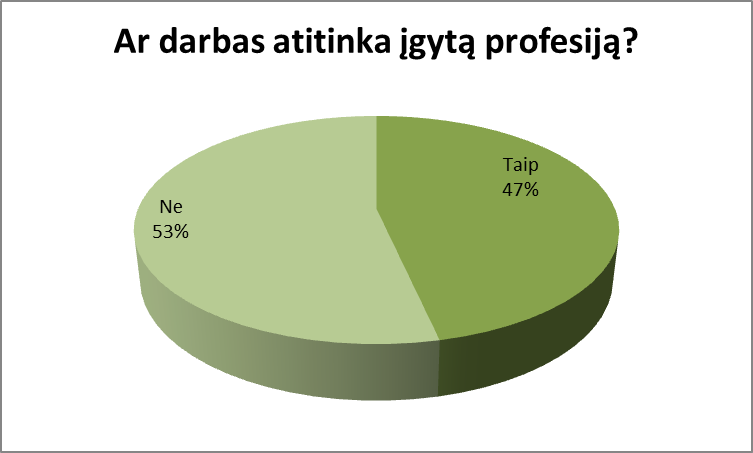 Ar darbas atitinka įgytą profesiją?
Taip
47%
Ne
53%